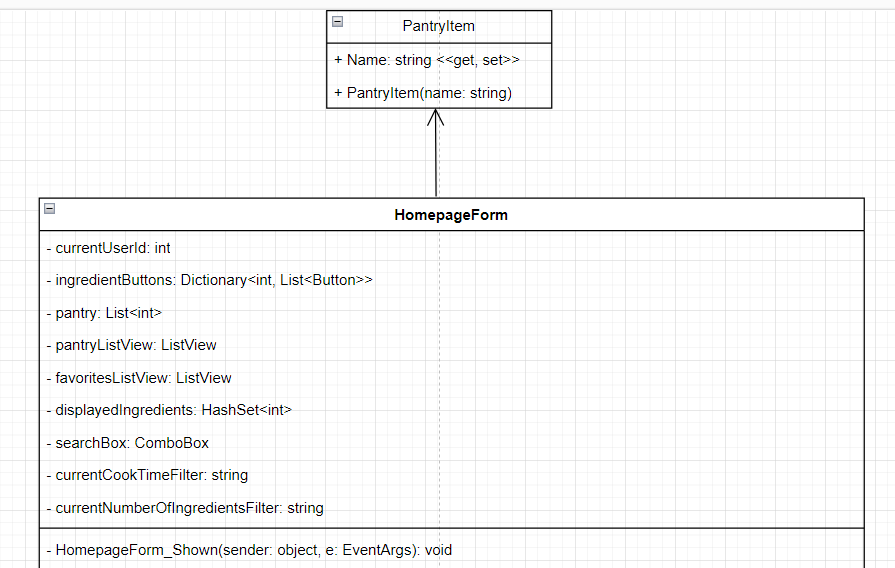 PantryItem
+ Name: string <<get, set>>
+ PantryItem(name: string)
HomepageForm
- currentUserId: int
- ingredientButtons: Dictionary<int, List<Button>>
- pantry: List<int>
- pantryListView: ListView
- favoritesListView: ListView
- displayedIngredients: HashSet<int>
- searchBox: ComboBox
- currentCookTimeFilter: string
- currentNumberOfIngredientsFilter: string
- HomepageForm_Shown(sender: object, e: EventArgs): void